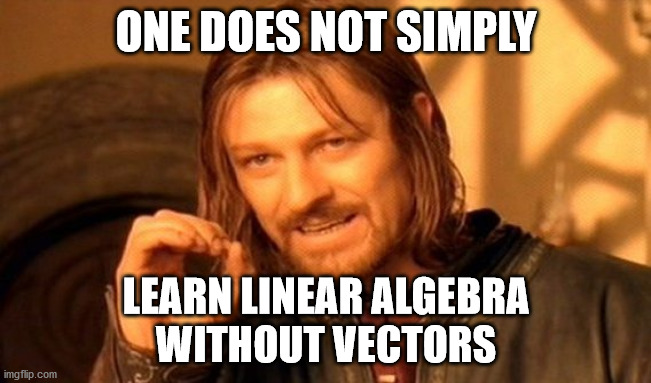 ONE DOES NOT SIMPLY
LEARN LINEAR ALGEBRA
WITHOUT VECTORS
imgflip.com